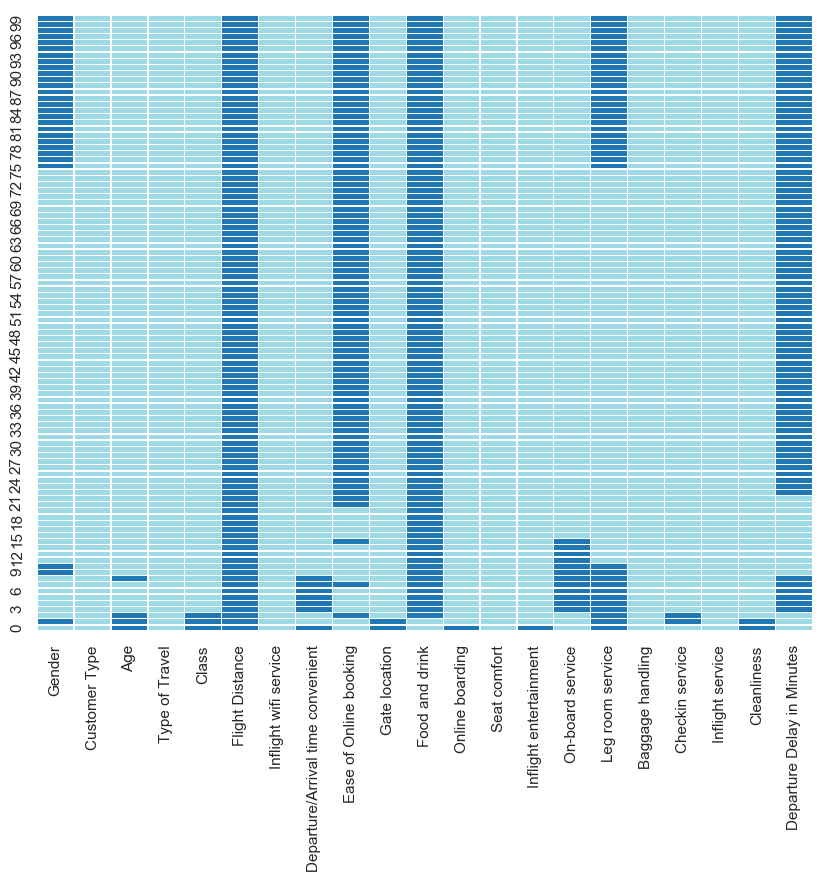 99
96
93
90
87
84
81
78
75
72
69
66
63
60
57
54
51
48
45
42
39
36
33
30
27
24
21
18
15
12
9
6
3
0
Gender
Customer Type
Age
Type of Travel
Class
Flight Distance
Inflight wifi service
Departure/Arrival time convenient
Ease of Online booking
Gate location
Food and drink
Online boarding
Seat comfort
Inflight entertainment
On-board service
Leg room service
Baggage handling
Checkin service
Inflight service
Cleanliness
Departure Delay in Minutes